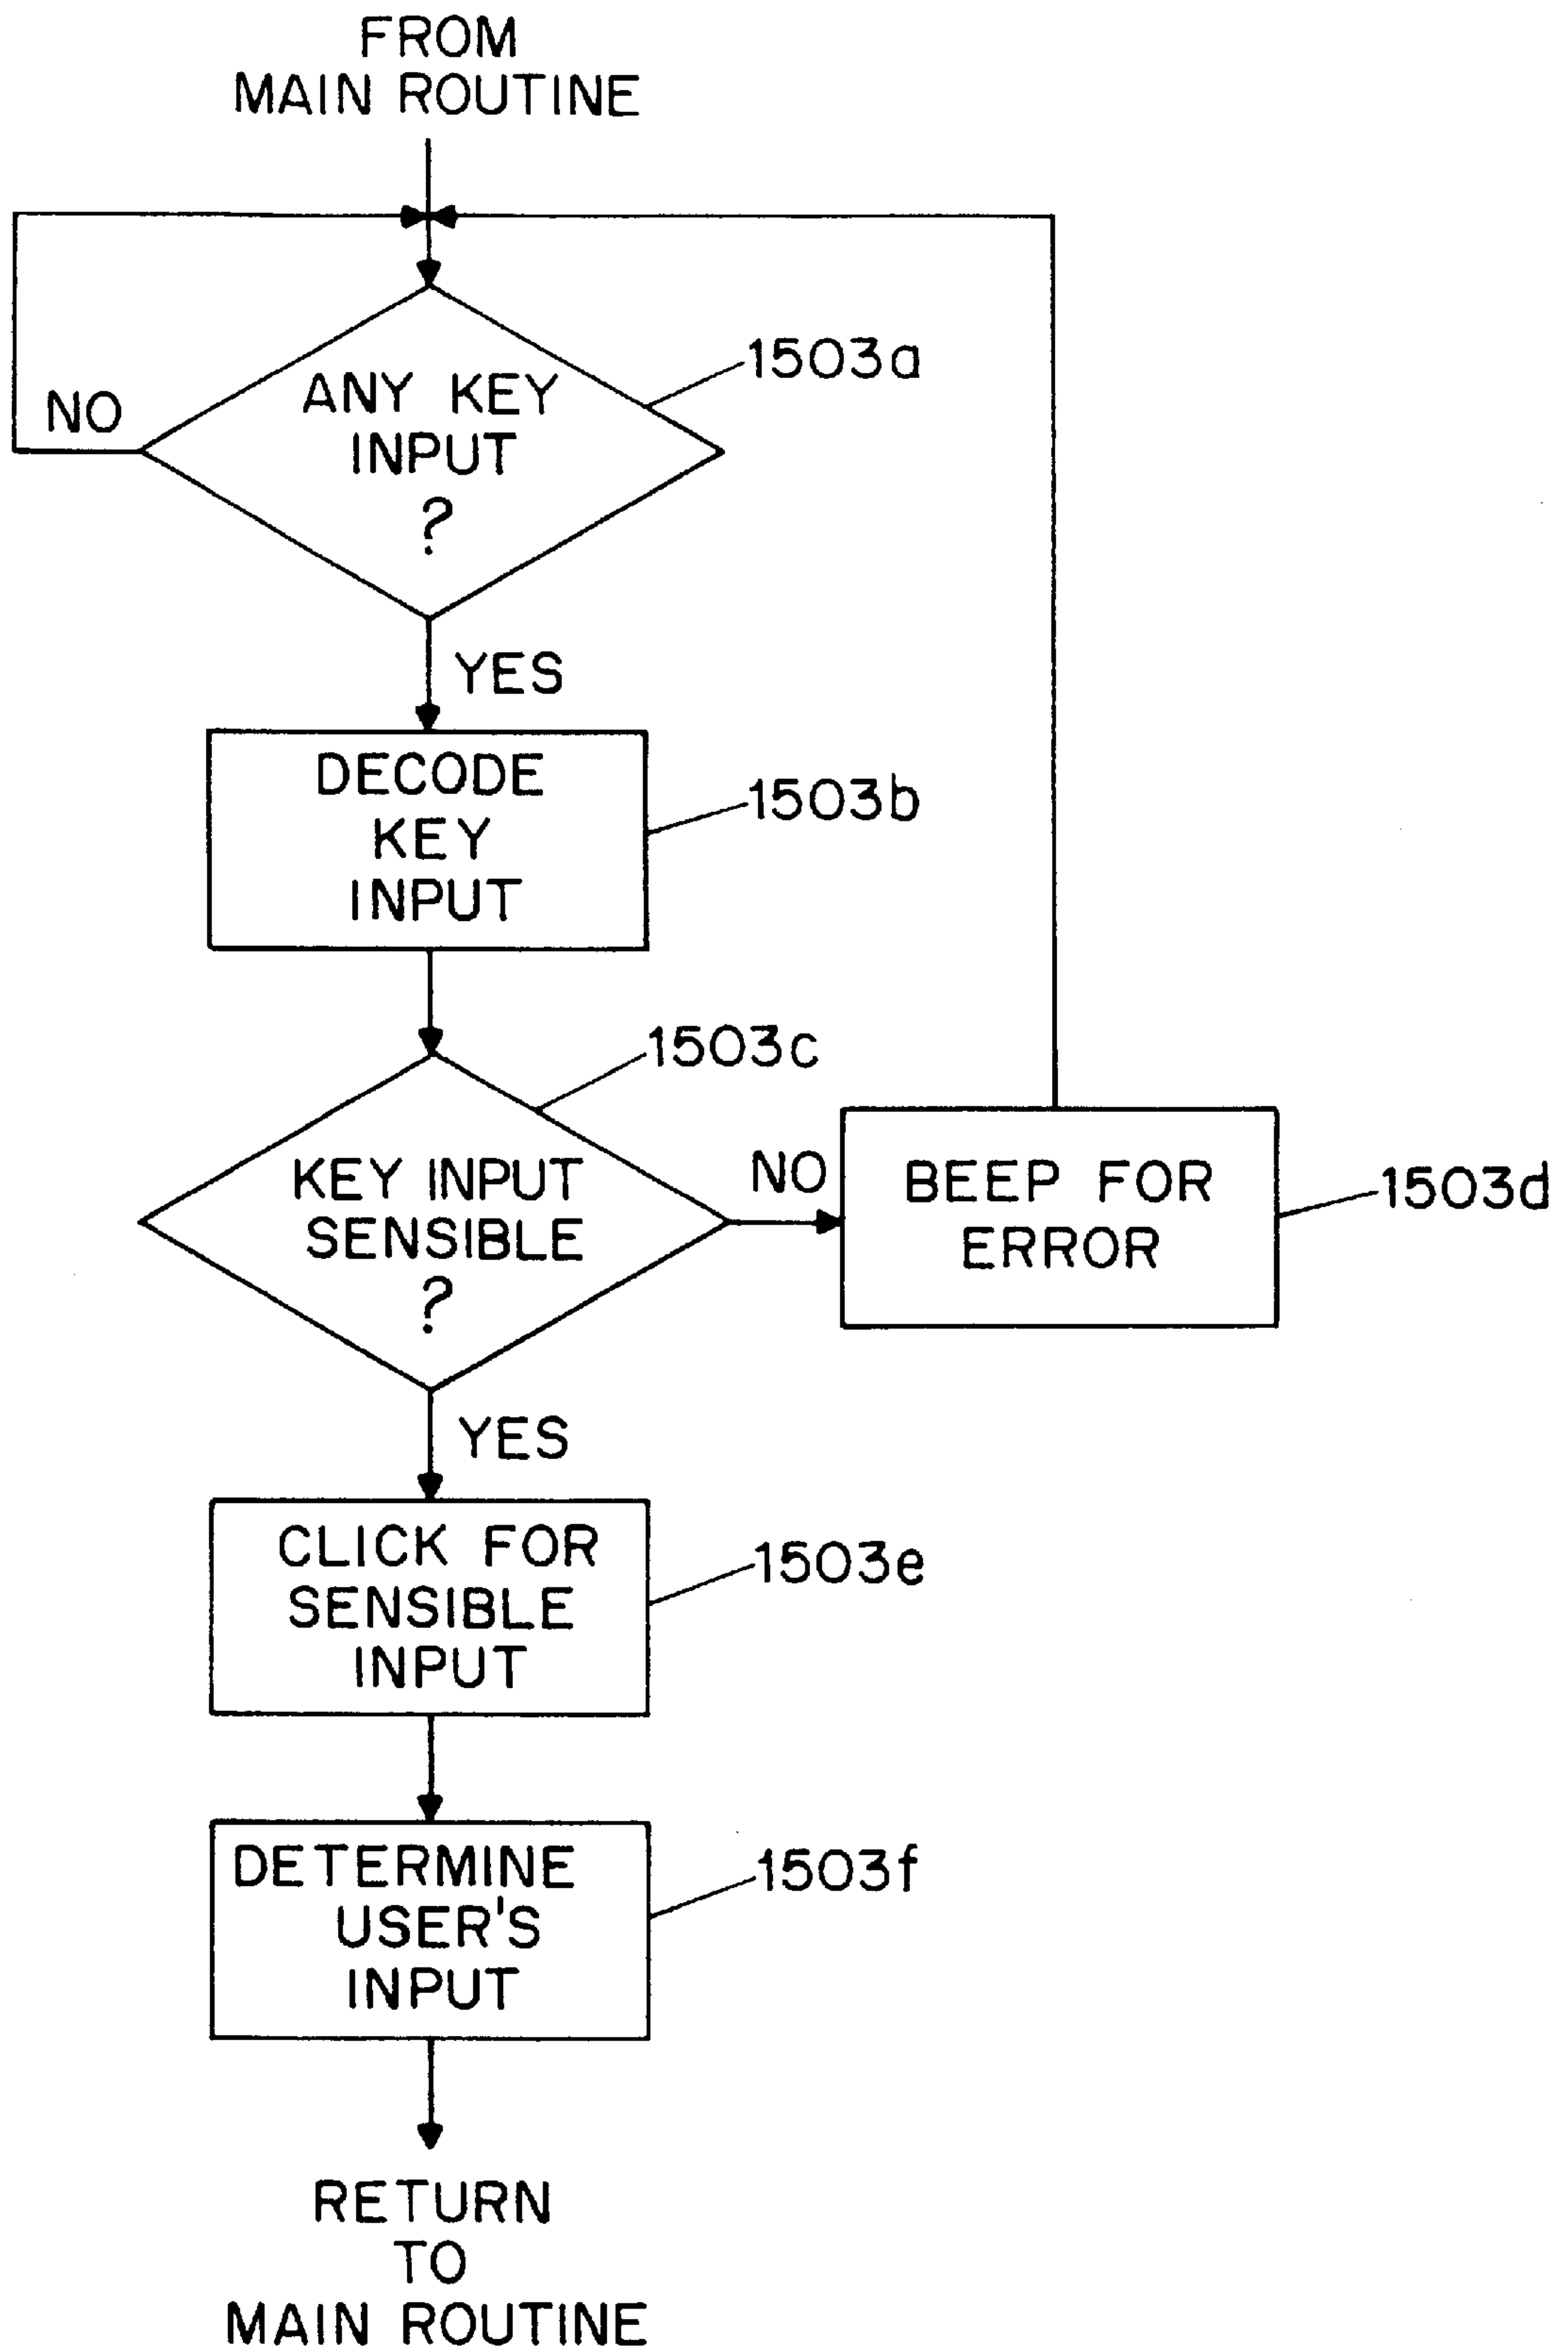 FROM
MAIN ROUTINE
1503a
ANY KEY
INPUT
?
NO
YES
DECODE
KEY
INPUT
1503b
1503c
KEY INPUT
SENSIBLE
?
NO
BEEP FOR
ERROR
1503d
YES
CLICK FOR
SENSIBLE
INPUT
1503e
DETERMINE
USER'S
INPUT
1503f
RETURN
TO
MAIN ROUTINE